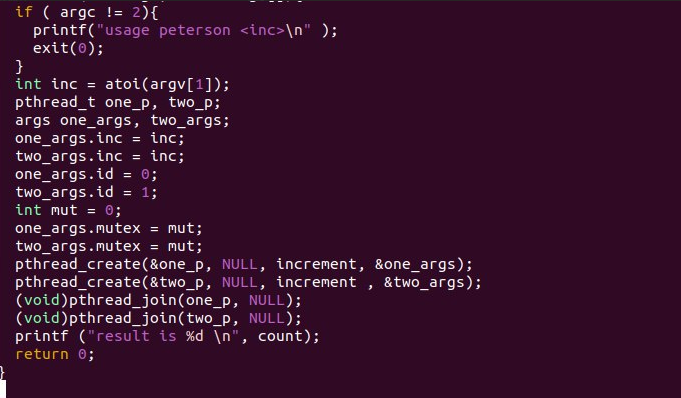 if ( argc != 2){
printf("usage peterson <inc>\n" );
exit(0);
}
int inc = atoi(argv[1]);
pthread_t one_p, two_p;
args one_args, two_args;
one_args.inc = inc;
two_args.inc = inc;
one_args.id = 0;
two_args.id = 1;
int mut = 0;
one_args.mutex = mut;
two_args.mutex = mut;
pthread_create(&one_p, NULL, increment, &one_args);
pthread_create(&two_p, NULL, increment , &two_args);
(void)pthread_join(one_p, NULL);
(void)pthread_join(two_p, NULL);
printf ("result is %d \n", count);
return 0;
}